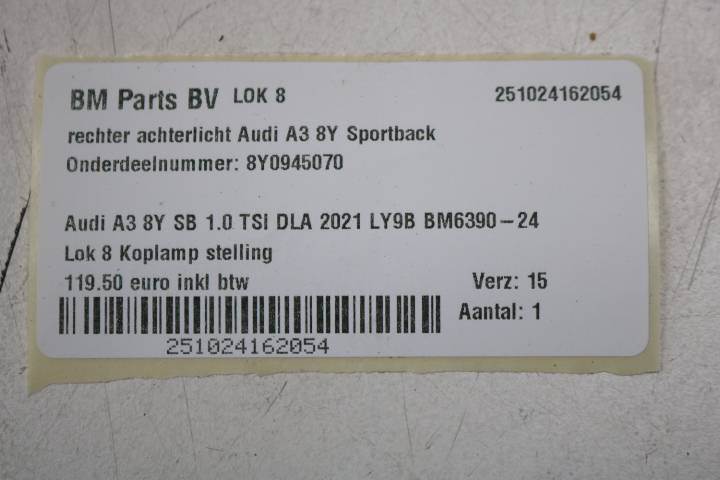 BM Parts BV LOK 8 251024162054
rechter achterlicht Audi A3 8Y Sportback
Onderdeelnummer: 8Y0945070
Audi A3 8Y SB 1.0 TSI DLA 2021 LY9B BM6390-24
Lok 8 Koplamp stelling
119.50 euro inkl btw Verz: 15
Aantal: 1
251024162054